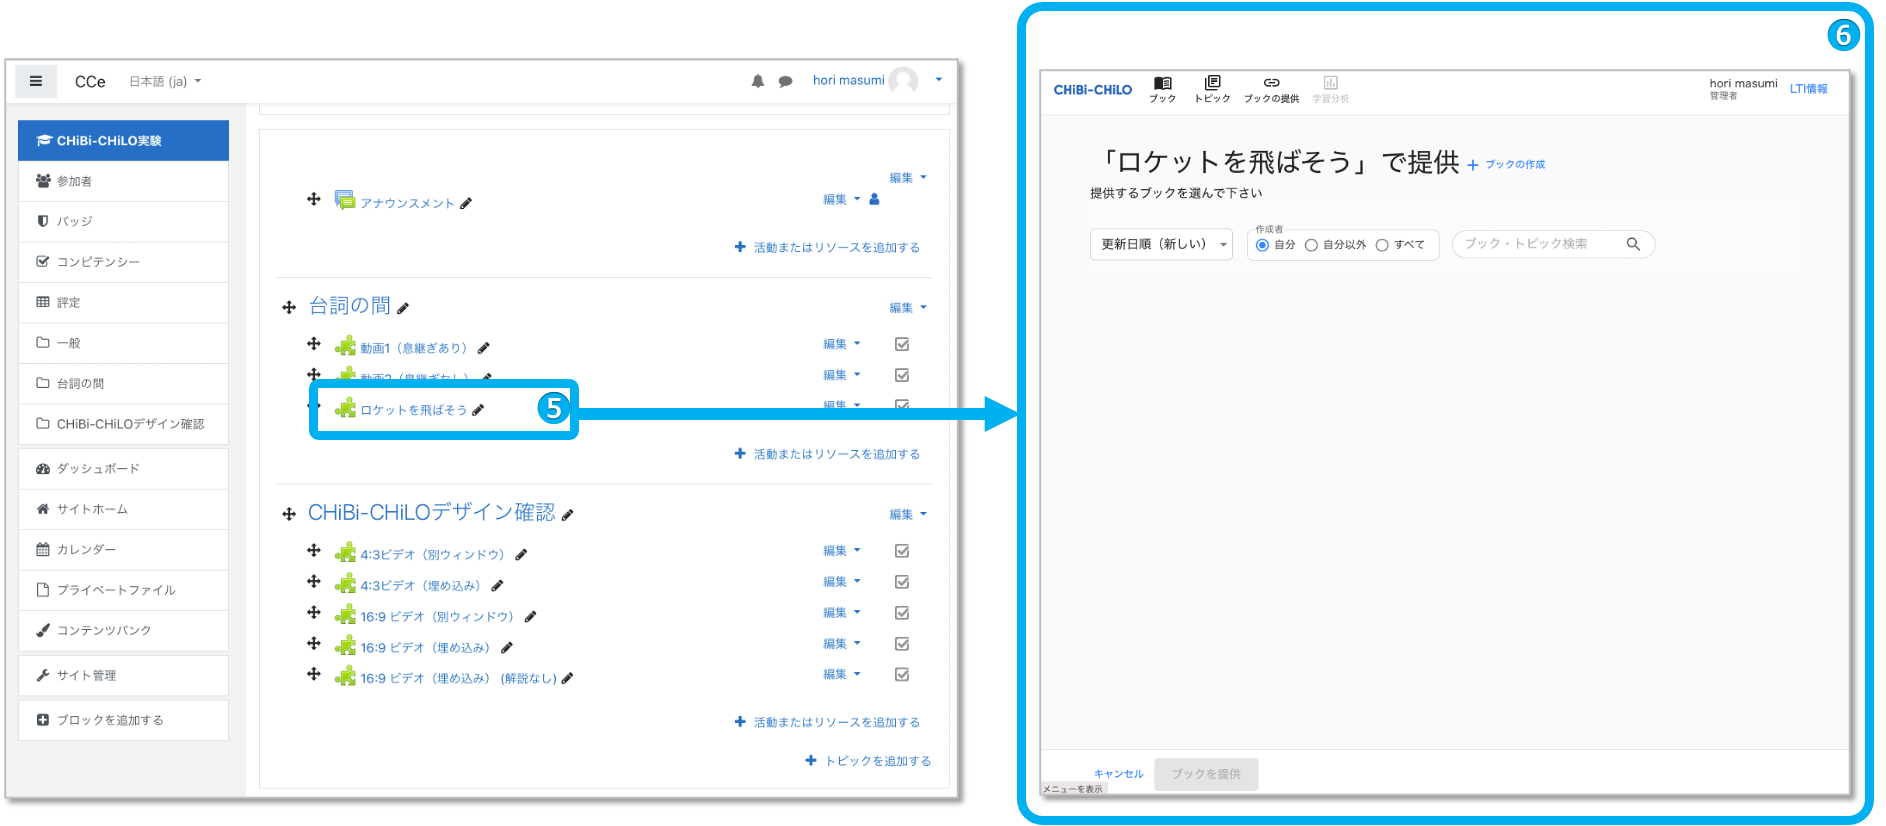 CCe 日本語 (ja)
hori masumi
CHiBi-CHiLO実験
参加者
バッジ
コンピテンシー
評定
一般
台詞の間
CHiBi-CHiLOデザイン確認
ダッシュボード
サイトホーム
カレンダー
プライベートファイル
コンテンツバンク
サイト管理
ブロックを追加する
編集
アナウンスメント 編集
活動またはリソースを追加する
台詞の間 編集
動画1（息継ぎあり） 編集
動画2（息継ぎなし） 編集
ロケットを飛ばそう 5 編集
活動またはリソースを追加する
CHiBi-CHiLOデザイン確認 編集
4:3ビデオ（別ウィンドウ） 編集
4:3ビデオ（埋め込み） 編集
16:9 ビデオ（別ウィンドウ） 編集
16:9 ビデオ（埋め込み） 編集
16:9 ビデオ（埋め込み） (解説なし) 編集
活動またはリソースを追加する
トピックを追加する
6
CHiBi-CHiLO ブック トピック ブックの提供 学習分析
hori masumi
管理者
LTI情報
「ロケットを飛ばそう」で提供 ブックの作成
提供するブックを選んで下さい
更新日順（新しい）
作成者
自分 自分以外 すべて
ブック・トピック検索
キャンセル ブックを提供
メニューを表示